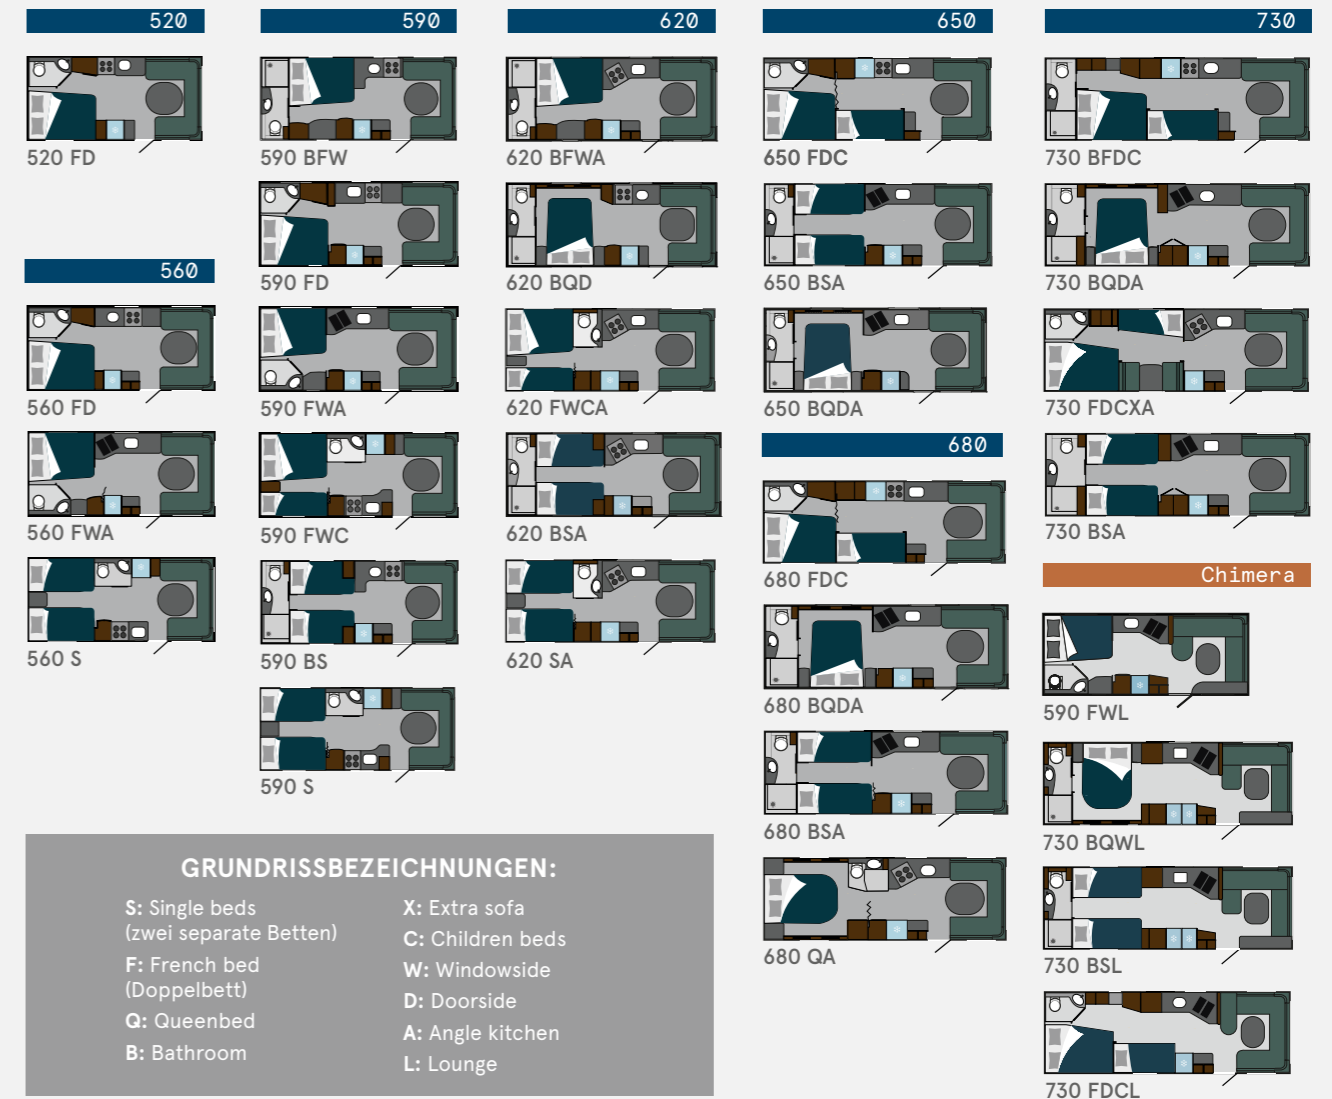 520
520 FD
560
560 FD
560 FWA
560 S
590
590 BFW
590 FD
590 FWA
590 FWC
590 BS
590 S
620
620 BFWA
620 BQD
620 FWCA
620 BSA
620 SA
650
650 FDC
650 BSA
650 BQDA
680
680 FDC
680 BQDA
680 BSA
680 QA
730
730 BFDC
730 BQDA
730 FDCXA
730 BSA
Chimera
590 FWL
730 BQWL
730 BSL
730 FDCL
GRUNDRISSBEZEICHNUNGEN:
S: Single beds
(zwei separate Betten)
F: French bed
(Doppelbett)
Q: Queenbed
B: Bathroom
X: Extra sofa
C: Children beds
W: Windowside
D: Doorside
A: Angle kitchen
L: Lounge